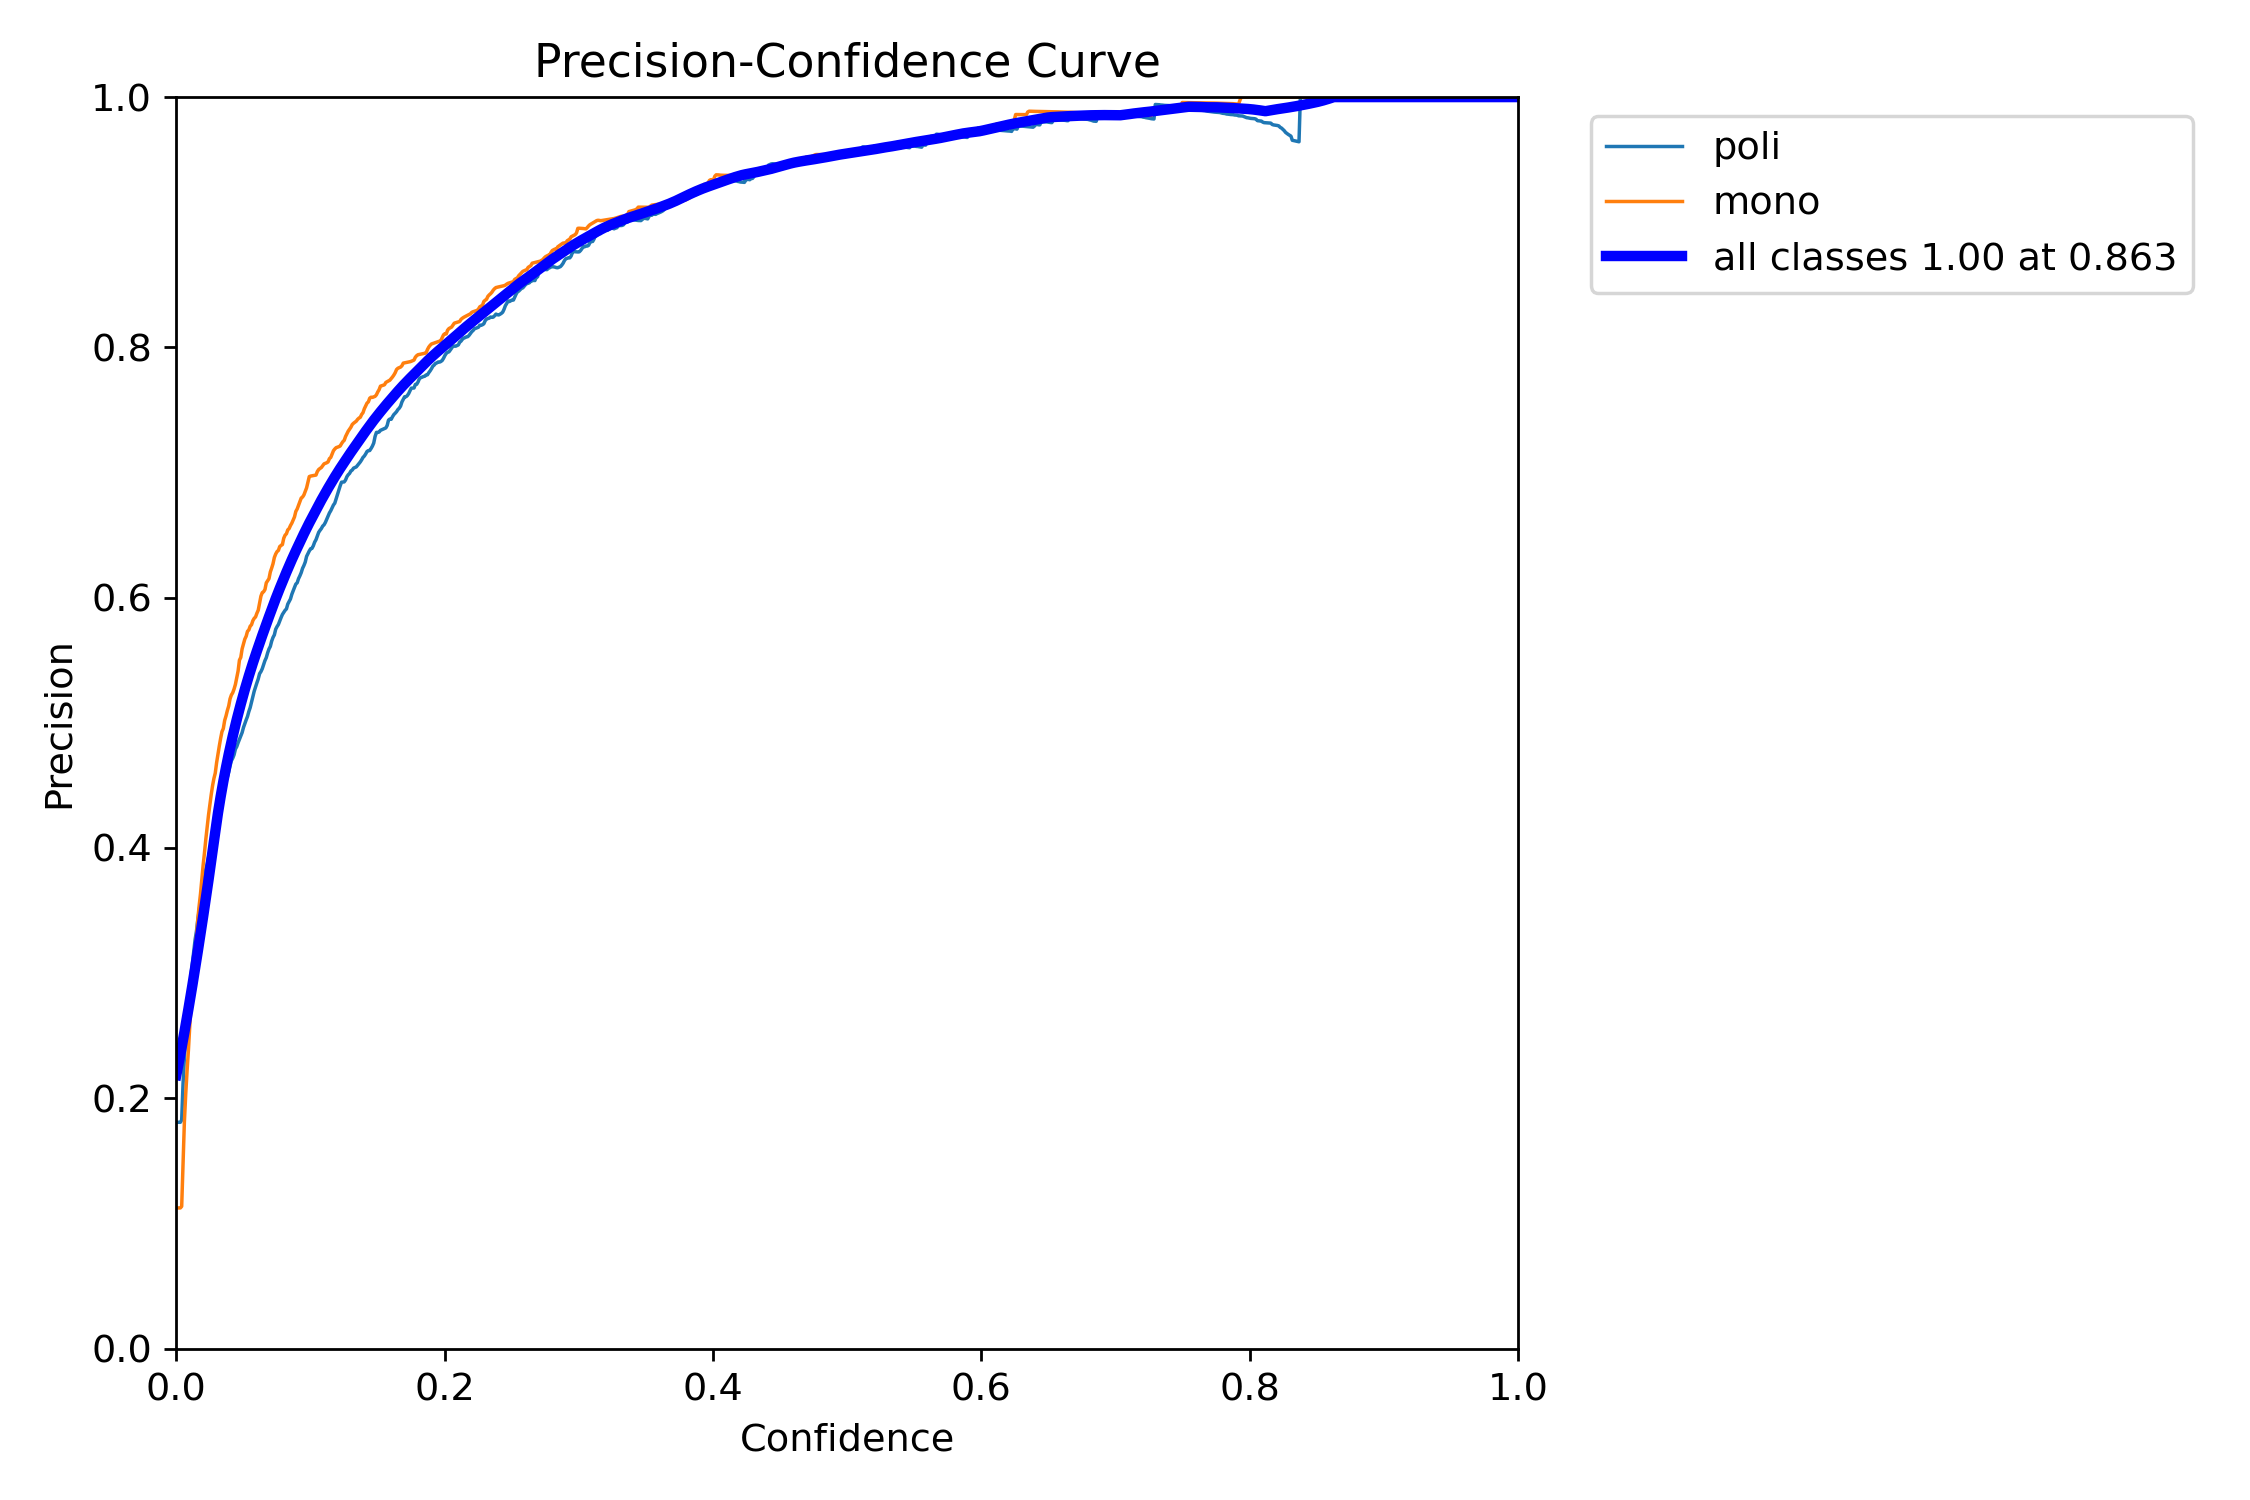 Precision-Confidence Curve
1.0
0.8
0.6
0.4
0.2
0.0
Precision
0.0 0.2 0.4 0.6 0.8 1.0
Confidence
poli
mono
all classes 1.00 at 0.863